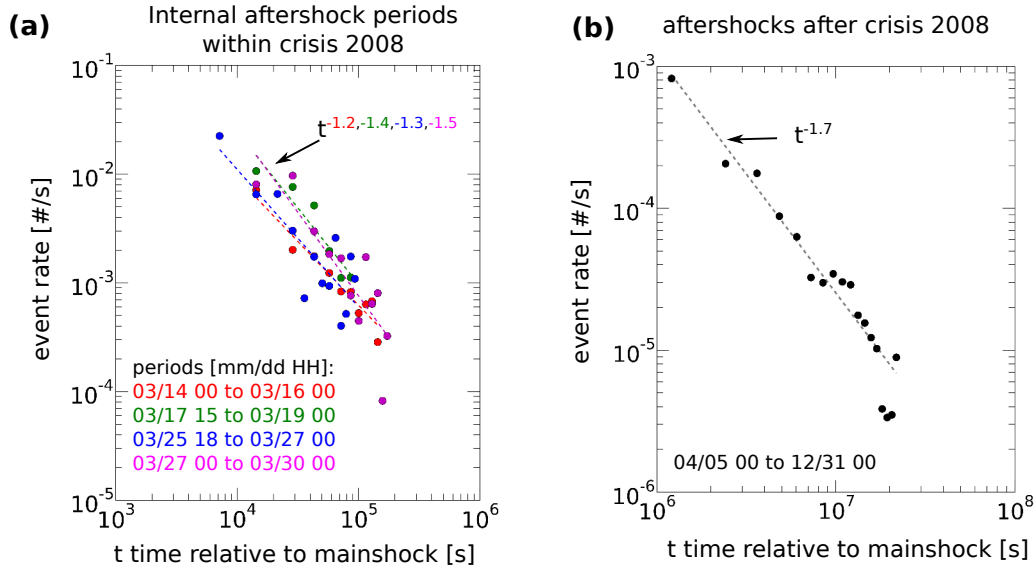 (a)
Internal aftershock periods
within crisis 2008
event rate [#/s]
10^-1
10^-2
10^-3
10^-4
10^-5
t^-1.2,-1.4,-1.3,-1.5
periods [mm/dd HH]:
03/14 00 to 03/16 00
03/17 15 to 03/19 00
03/25 18 to 03/27 00
03/27 00 to 03/30 00
10^3 10^4 10^5 10^6
t time relative to mainshock [s]
(b)
aftershocks after crisis 2008
event rate [#/s]
10^-3
10^-4
10^-5
10^-6
t^-1.7
04/05 00 to 12/31 00
10^6 10^7 10^8
t time relative to mainshock [s]